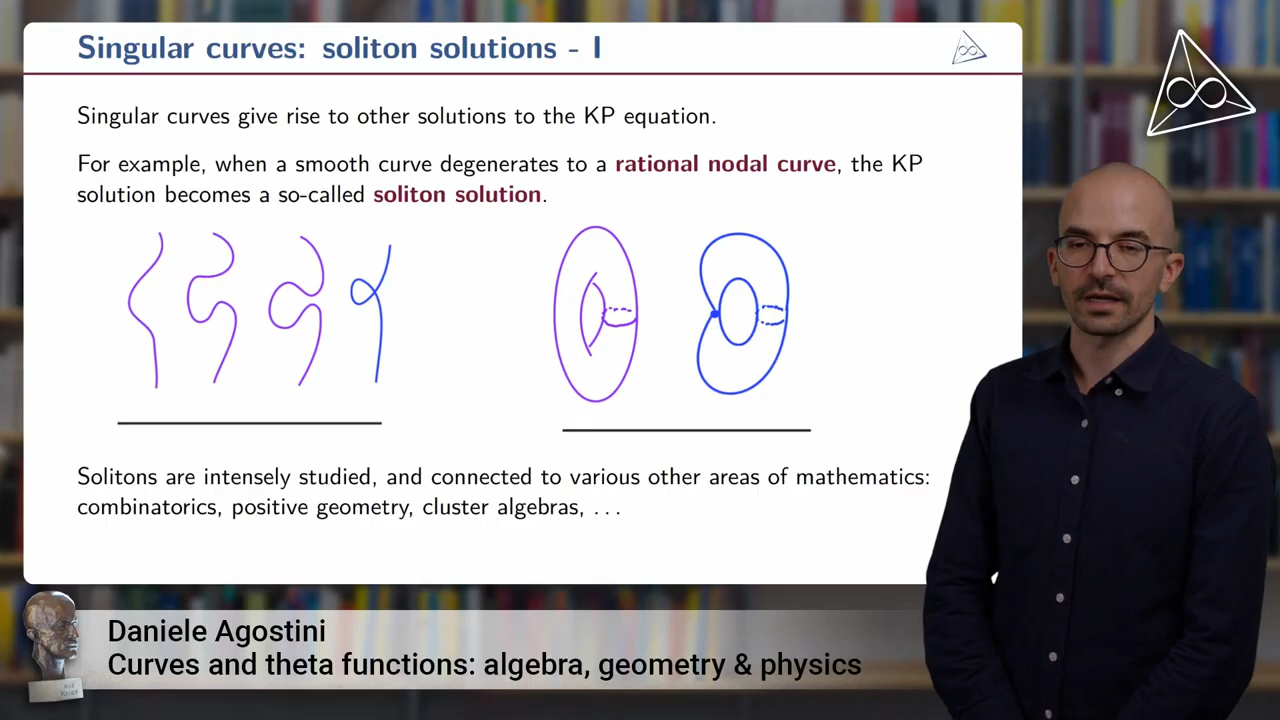 Singular curves: soliton solutions - I
Singular curves give rise to other solutions to the KP equation.
For example, when a smooth curve degenerates to a rational nodal curve, the KP
solution becomes a so-called soliton solution.
Solitons are intensely studied, and connected to various other areas of mathematics:
combinatorics, positive geometry, cluster algebras, ...
Daniele Agostini
Curves and theta functions: algebra, geometry & physics